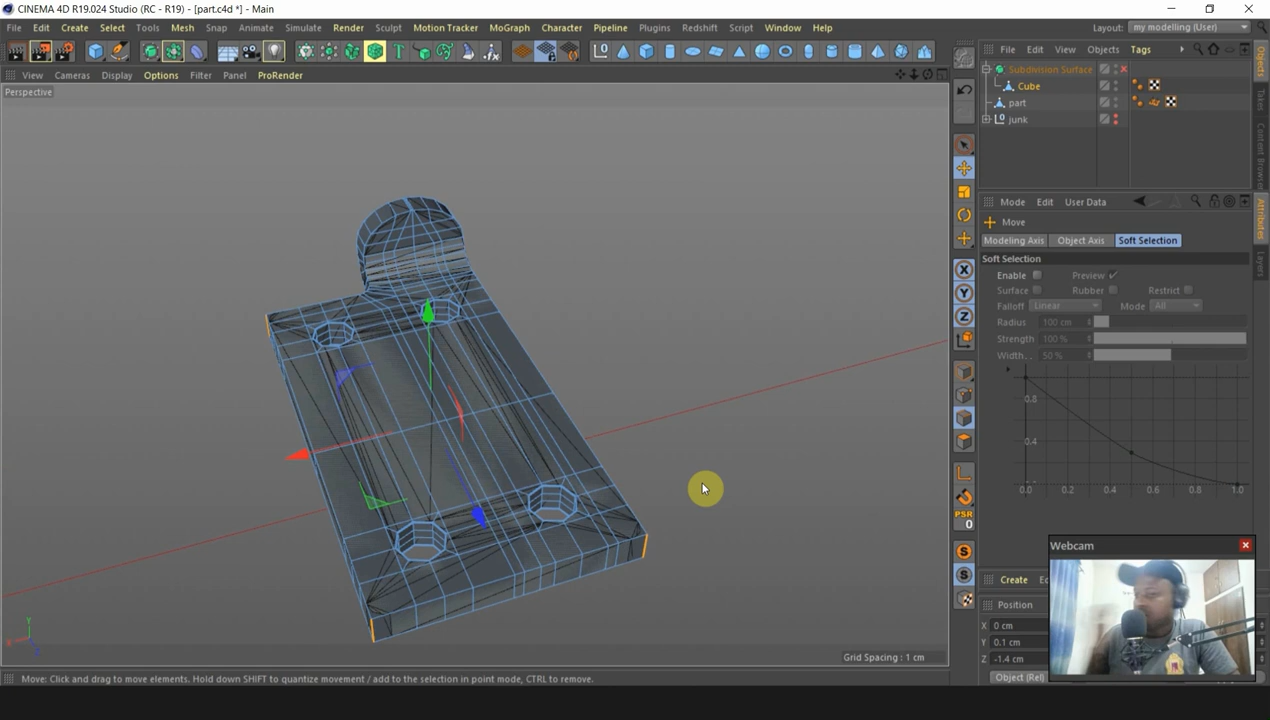 CINEMA 4D R19.024 Studio (RC - R19) - [part.c4d *] - Main
File Edit Create Select Tools Mesh Snap Animate Simulate Render Sculpt Motion Tracker MoGraph Character Pipeline Plugins Redshift Script Window Help
Layout: my modelling (User)
File Edit View Objects Tags
View Cameras Display Options Filter Panel ProRender
Perspective
Subdivision Surface
Cube
part
junk
Objects
Takes
Content Browser
Attributes
Layers
Mode Edit User Data
Move
Modeling Axis Object Axis Soft Selection
Soft Selection
Enable Preview
Surface Rubber Restrict
Falloff Linear Mode All
Radius 100 cm
Strength 100 %
Width.. 50 %
0.8
0.4
0.0 0.2 0.4 0.6 0.8 1.0
X
Y
Z
PSR
0
S
S
Webcam
Create
Position
X 0 cm
Y 0.1 cm
Z -1.4 cm
Object (Rel)
Grid Spacing : 1 cm
Move: Click and drag to move elements. Hold down SHIFT to quantize movement / add to the selection in point mode, CTRL to remove.